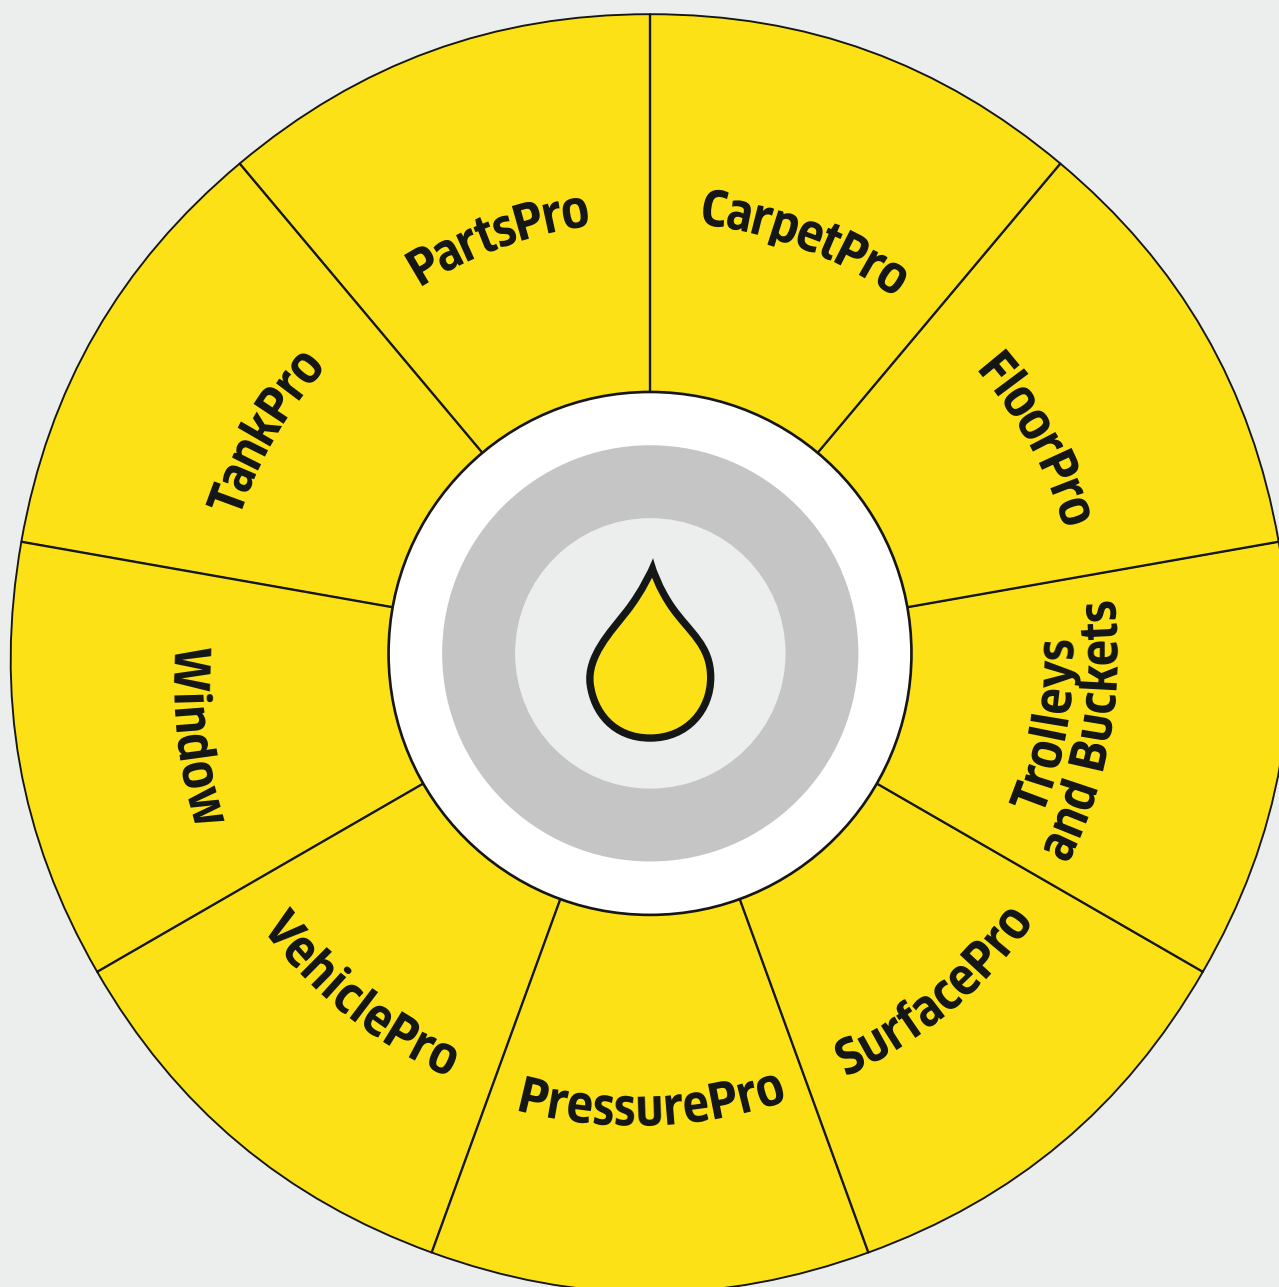 CarpetPro
FloorPro
Trolleys
and Buckets
SurfacePro
PressurePro
VehiclePro
Window
TankPro
PartsPro